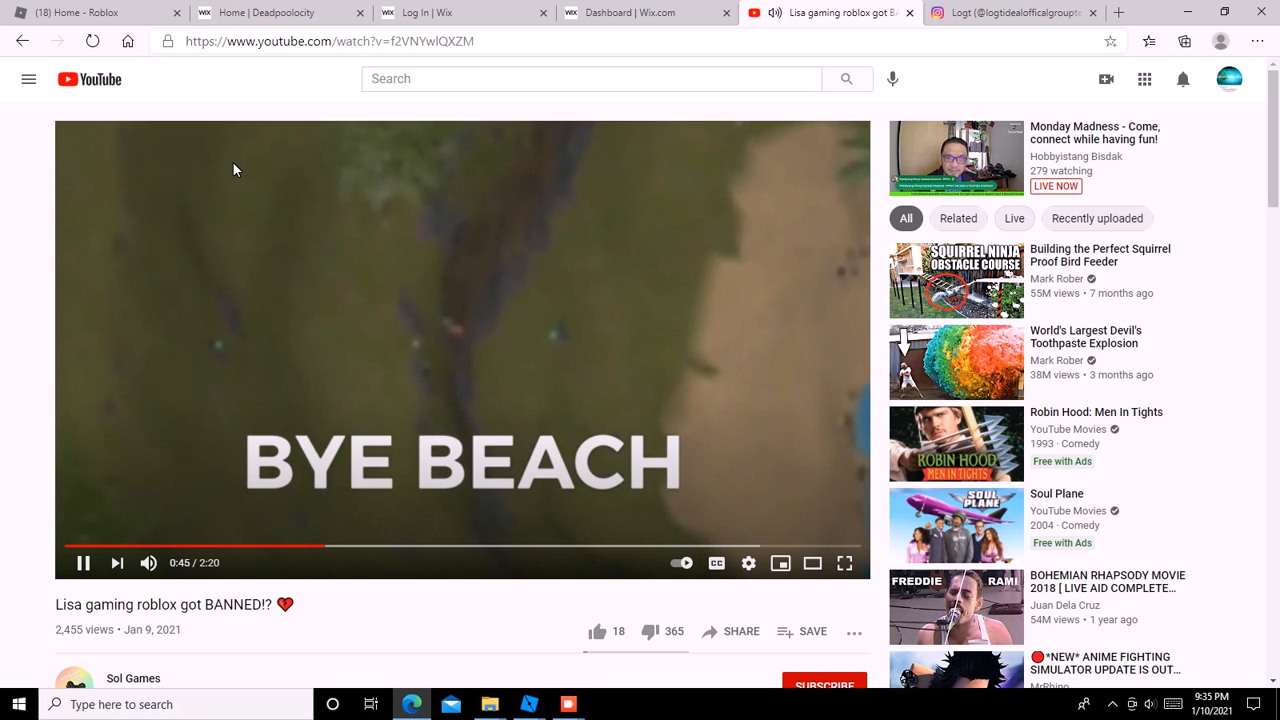 (18) Home - Roblox
WIX Home | Deadpoolocity
WIX Log In | Wix
WIX Dashboard | Wix.com
Lisa gaming roblox got B
Logt (@logtidealofficalgroupte
https://www.youtube.com/watch?v=f2VNYwlQXZM
YouTube
Search
BYE BEACH
0:45 / 2:20
CC
Lisa gaming roblox got BANNED!?
2,455 views • Jan 9, 2021
18
365
SHARE
SAVE
Sol Games
SUBSCRIBE
Monday Madness - Come,
connect while having fun!
Hobbyistang Bisdak
279 watching
LIVE NOW
All
Related
Live
Recently uploaded
SQUIRREL NINJA
OBSTACLE COURSE
Building the Perfect Squirrel
Proof Bird Feeder
Mark Rober
55M views • 7 months ago
World's Largest Devil's
Toothpaste Explosion
Mark Rober
38M views • 3 months ago
ROBIN HOOD
MEN IN TIGHTS
Robin Hood: Men In Tights
YouTube Movies
1993 · Comedy
Free with Ads
SOUL
PLANE
Soul Plane
YouTube Movies
2004 · Comedy
Free with Ads
FREDDIE
RAMI
BOHEMIAN RHAPSODY MOVIE
2018 [ LIVE AID COMPLETE...
Juan Dela Cruz
54M views • 1 year ago
*NEW* ANIME FIGHTING
SIMULATOR UPDATE IS OUT...
MrRhino
Type here to search
9:35 PM
1/10/2021